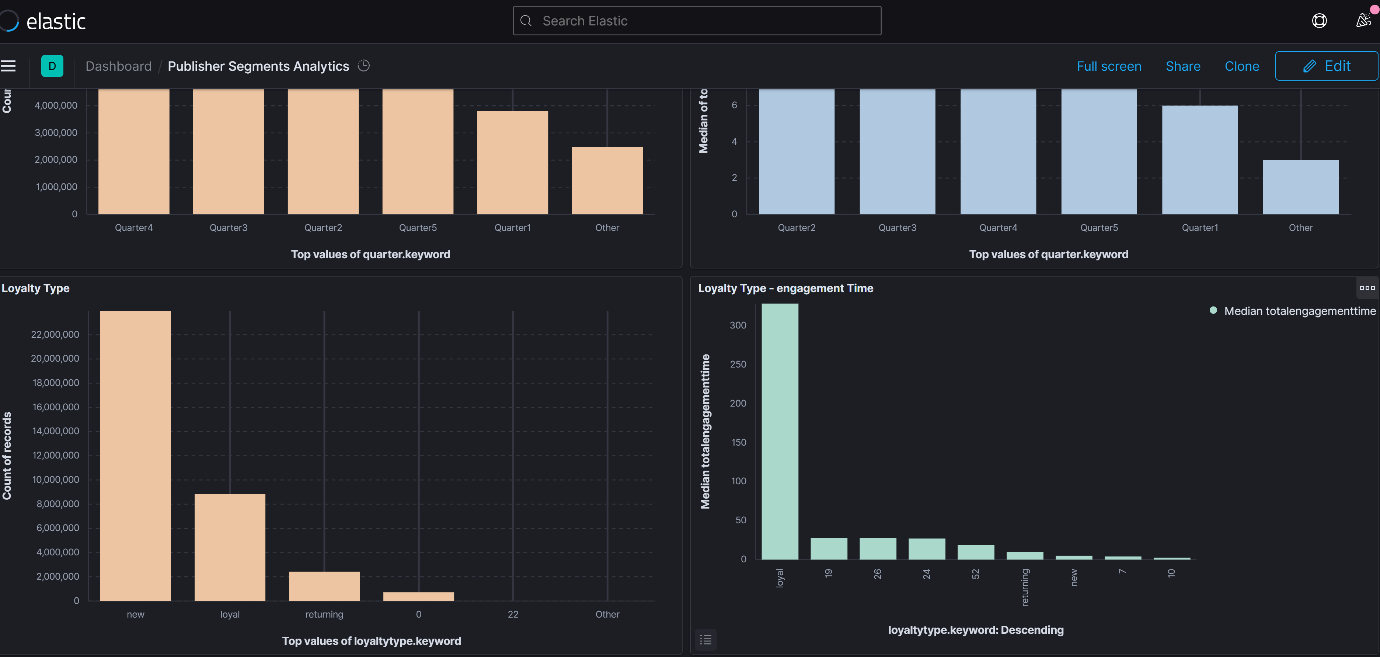 elastic
Search Elastic
D
Dashboard / Publisher Segments Analytics
Full screen
Share
Clone
Edit
4,000,000
3,000,000
2,000,000
1,000,000
0
Quarter4
Quarter3
Quarter2
Quarter5
Quarter1
Other
Top values of quarter.keyword
Median of to
6
4
2
0
Quarter2
Quarter3
Quarter4
Quarter5
Quarter1
Other
Top values of quarter.keyword
Loyalty Type
Count of records
22,000,000
20,000,000
18,000,000
16,000,000
14,000,000
12,000,000
10,000,000
8,000,000
6,000,000
4,000,000
2,000,000
0
new
loyal
returning
0
22
Other
Top values of loyaltytype.keyword
Loyalty Type - engagement Time
Median totalengagementtime
Median totalengagementtime
300
250
200
150
100
50
0
loyal
19
26
24
52
returning
new
7
10
loyaltytype.keyword: Descending